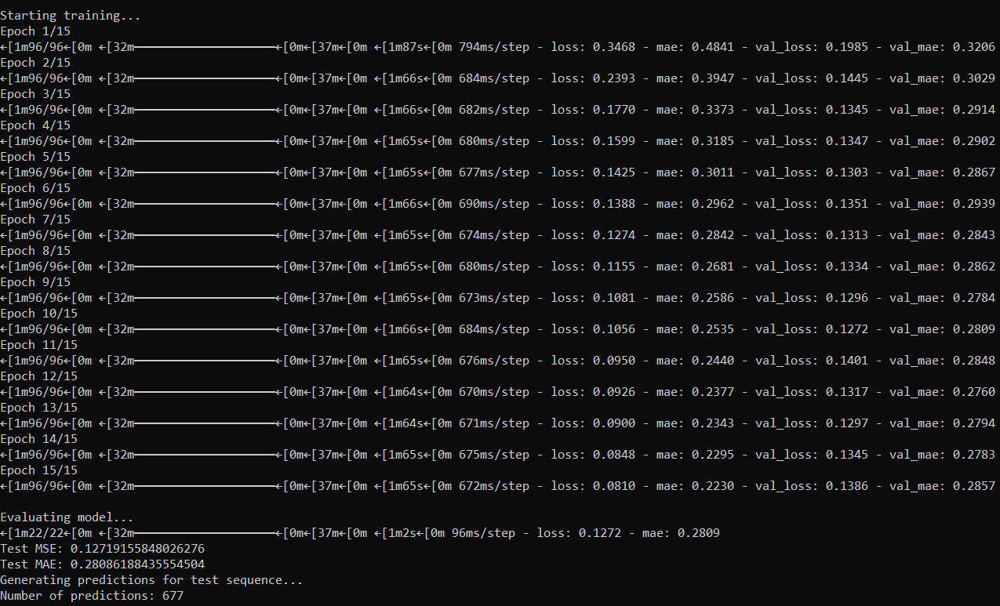 Starting training...
Epoch 1/15
←[1m96/96←[0m ←[32m━━━━━━━━━━━━━━━━━━━━←[0m←[37m←[0m ←[1m87s←[0m 794ms/step - loss: 0.3468 - mae: 0.4841 - val_loss: 0.1985 - val_mae: 0.3206
Epoch 2/15
←[1m96/96←[0m ←[32m━━━━━━━━━━━━━━━━━━━━←[0m←[37m←[0m ←[1m66s←[0m 684ms/step - loss: 0.2393 - mae: 0.3947 - val_loss: 0.1445 - val_mae: 0.3029
Epoch 3/15
←[1m96/96←[0m ←[32m━━━━━━━━━━━━━━━━━━━━←[0m←[37m←[0m ←[1m66s←[0m 682ms/step - loss: 0.1770 - mae: 0.3373 - val_loss: 0.1345 - val_mae: 0.2914
Epoch 4/15
←[1m96/96←[0m ←[32m━━━━━━━━━━━━━━━━━━━━←[0m←[37m←[0m ←[1m65s←[0m 680ms/step - loss: 0.1599 - mae: 0.3185 - val_loss: 0.1347 - val_mae: 0.2902
Epoch 5/15
←[1m96/96←[0m ←[32m━━━━━━━━━━━━━━━━━━━━←[0m←[37m←[0m ←[1m65s←[0m 677ms/step - loss: 0.1425 - mae: 0.3011 - val_loss: 0.1303 - val_mae: 0.2867
Epoch 6/15
←[1m96/96←[0m ←[32m━━━━━━━━━━━━━━━━━━━━←[0m←[37m←[0m ←[1m66s←[0m 690ms/step - loss: 0.1388 - mae: 0.2962 - val_loss: 0.1351 - val_mae: 0.2939
Epoch 7/15
←[1m96/96←[0m ←[32m━━━━━━━━━━━━━━━━━━━━←[0m←[37m←[0m ←[1m65s←[0m 674ms/step - loss: 0.1274 - mae: 0.2842 - val_loss: 0.1313 - val_mae: 0.2843
Epoch 8/15
←[1m96/96←[0m ←[32m━━━━━━━━━━━━━━━━━━━━←[0m←[37m←[0m ←[1m65s←[0m 680ms/step - loss: 0.1155 - mae: 0.2681 - val_loss: 0.1334 - val_mae: 0.2862
Epoch 9/15
←[1m96/96←[0m ←[32m━━━━━━━━━━━━━━━━━━━━←[0m←[37m←[0m ←[1m65s←[0m 673ms/step - loss: 0.1081 - mae: 0.2586 - val_loss: 0.1296 - val_mae: 0.2784
Epoch 10/15
←[1m96/96←[0m ←[32m━━━━━━━━━━━━━━━━━━━━←[0m←[37m←[0m ←[1m66s←[0m 684ms/step - loss: 0.1056 - mae: 0.2535 - val_loss: 0.1272 - val_mae: 0.2809
Epoch 11/15
←[1m96/96←[0m ←[32m━━━━━━━━━━━━━━━━━━━━←[0m←[37m←[0m ←[1m65s←[0m 676ms/step - loss: 0.0950 - mae: 0.2440 - val_loss: 0.1401 - val_mae: 0.2848
Epoch 12/15
←[1m96/96←[0m ←[32m━━━━━━━━━━━━━━━━━━━━←[0m←[37m←[0m ←[1m64s←[0m 670ms/step - loss: 0.0926 - mae: 0.2377 - val_loss: 0.1317 - val_mae: 0.2760
Epoch 13/15
←[1m96/96←[0m ←[32m━━━━━━━━━━━━━━━━━━━━←[0m←[37m←[0m ←[1m64s←[0m 671ms/step - loss: 0.0900 - mae: 0.2343 - val_loss: 0.1297 - val_mae: 0.2794
Epoch 14/15
←[1m96/96←[0m ←[32m━━━━━━━━━━━━━━━━━━━━←[0m←[37m←[0m ←[1m65s←[0m 675ms/step - loss: 0.0848 - mae: 0.2295 - val_loss: 0.1345 - val_mae: 0.2783
Epoch 15/15
←[1m96/96←[0m ←[32m━━━━━━━━━━━━━━━━━━━━←[0m←[37m←[0m ←[1m65s←[0m 672ms/step - loss: 0.0810 - mae: 0.2230 - val_loss: 0.1386 - val_mae: 0.2857
Evaluating model...
←[1m22/22←[0m ←[32m━━━━━━━━━━━━━━━━━━━━←[0m←[37m←[0m ←[1m2s←[0m 96ms/step - loss: 0.1272 - mae: 0.2809
Test MSE: 0.12719155848026276
Test MAE: 0.28086188435554504
Generating predictions for test sequence...
Number of predictions: 677